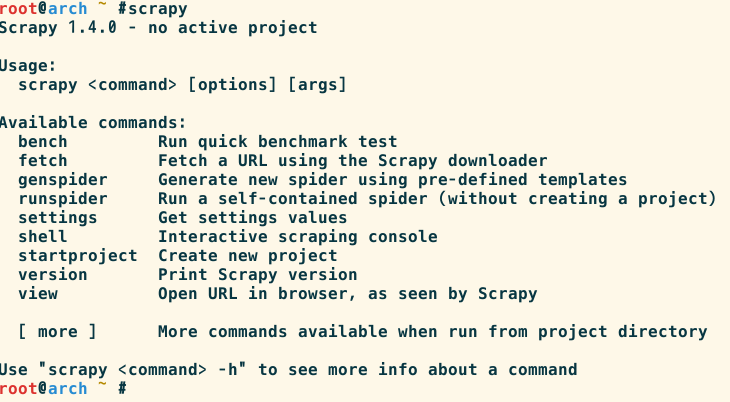 root@arch ~ #scrapy
Scrapy 1.4.0 - no active project
Usage:
  scrapy <command> [options] [args]
Available commands:
  bench         Run quick benchmark test
  fetch         Fetch a URL using the Scrapy downloader
  genspider     Generate new spider using pre-defined templates
  runspider     Run a self-contained spider (without creating a project)
  settings      Get settings values
  shell         Interactive scraping console
  startproject  Create new project
  version       Print Scrapy version
  view          Open URL in browser, as seen by Scrapy
  [ more ]      More commands available when run from project directory
Use "scrapy <command> -h" to see more info about a command
root@arch ~ #